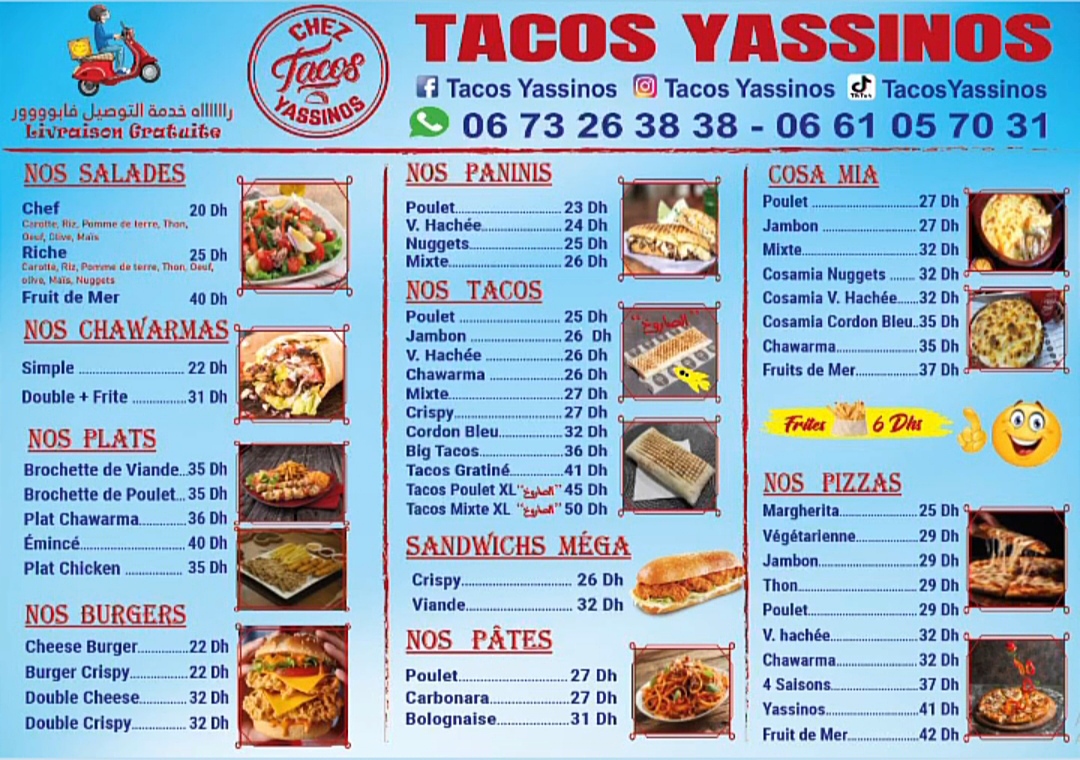 راااااه خدمة التوصيل فابوووور
Livraison Gratuite
CHEZ
Tacos
YASSINOS
TACOS YASSINOS
Tacos Yassinos Tacos Yassinos TacosYassinos
06 73 26 38 38 - 06 61 05 70 31
NOS SALADES
Chef 20 Dh
Carotte, Riz, Pomme de terre, Thon,
Oeuf, Olive, Maïs
Riche 25 Dh
Carotte, Riz, Pomme de terre, Thon, Oeuf,
olive, Maïs, Nuggets
Fruit de Mer 40 Dh
NOS CHAWARMAS
Simple ........................ 22 Dh
Double + Frite .............31 Dh
NOS PLATS
Brochette de Viande...35 Dh
Brochette de Poulet...35 Dh
Plat Chawarma............36 Dh
Émincé..........................40 Dh
Plat Chicken ............... 35 Dh
NOS BURGERS
Cheese Burger.............22 Dh
Burger Crispy...............22 Dh
Double Cheese............32 Dh
Double Crispy..............32 Dh
NOS PANINIS
Poulet.......................... 23 Dh
V. Hachée.................... 24 Dh
Nuggets....................... 25 Dh
Mixte............................ 26 Dh
NOS TACOS
Poulet ......................... 25 Dh
Jambon ....................... 26 Dh
V. Hachée .................... 26 Dh
Chawarma ................... 26 Dh
Mixte............................ 27 Dh
Crispy.......................... 27 Dh
Cordon Bleu................. 32 Dh
Big Tacos..................... 36 Dh
Tacos Gratiné............... 41 Dh
Tacos Poulet XL "الصاروخ" 45 Dh
Tacos Mixte XL "الصاروخ" 50 Dh
"الصاروخ"
SANDWICHS MÉGA
Crispy.......................... 26 Dh
Viande......................... 32 Dh
NOS PÂTES
Poulet.......................... 27 Dh
Carbonara.................... 27 Dh
Bolognaise................... 31 Dh
COSA MIA
Poulet ......................... 27 Dh
Jambon ....................... 27 Dh
Mixte............................ 32 Dh
Cosamia Nuggets ...... 32 Dh
Cosamia V. Hachée.....32 Dh
Cosamia Cordon Bleu..35 Dh
Chawarma................... 35 Dh
Fruits de Mer............... 37 Dh
Frites 6 Dhs
NOS PIZZAS
Margherita....................25 Dh
Végétarienne................29 Dh
Jambon........................29 Dh
Thon.............................29 Dh
Poulet...........................29 Dh
V. hachée.....................32 Dh
Chawarma....................32 Dh
4 Saisons.....................37 Dh
Yassinos.......................41 Dh
Fruit de Mer..................42 Dh